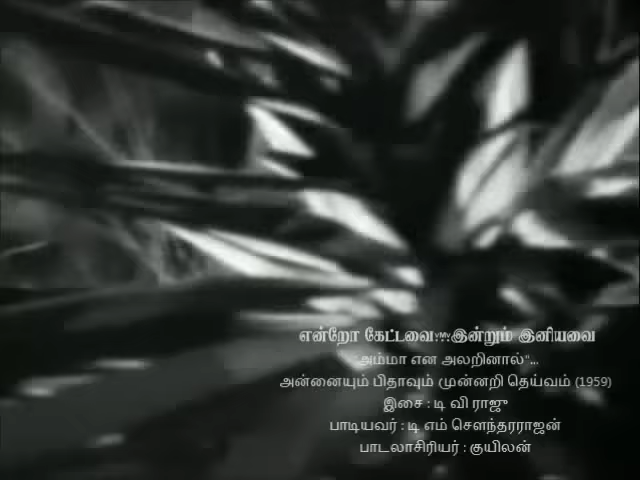 என்றோ கேட்டவை...இன்றும் இனியவை
"அம்மா என அலறினால்"...
அன்னையும் பிதாவும் முன்னறி தெய்வம் (1959)
இசை : டி வி ராஜு
பாடியவர் : டி எம் சௌந்தரராஜன்
பாடலாசிரியர் : குயிலன்